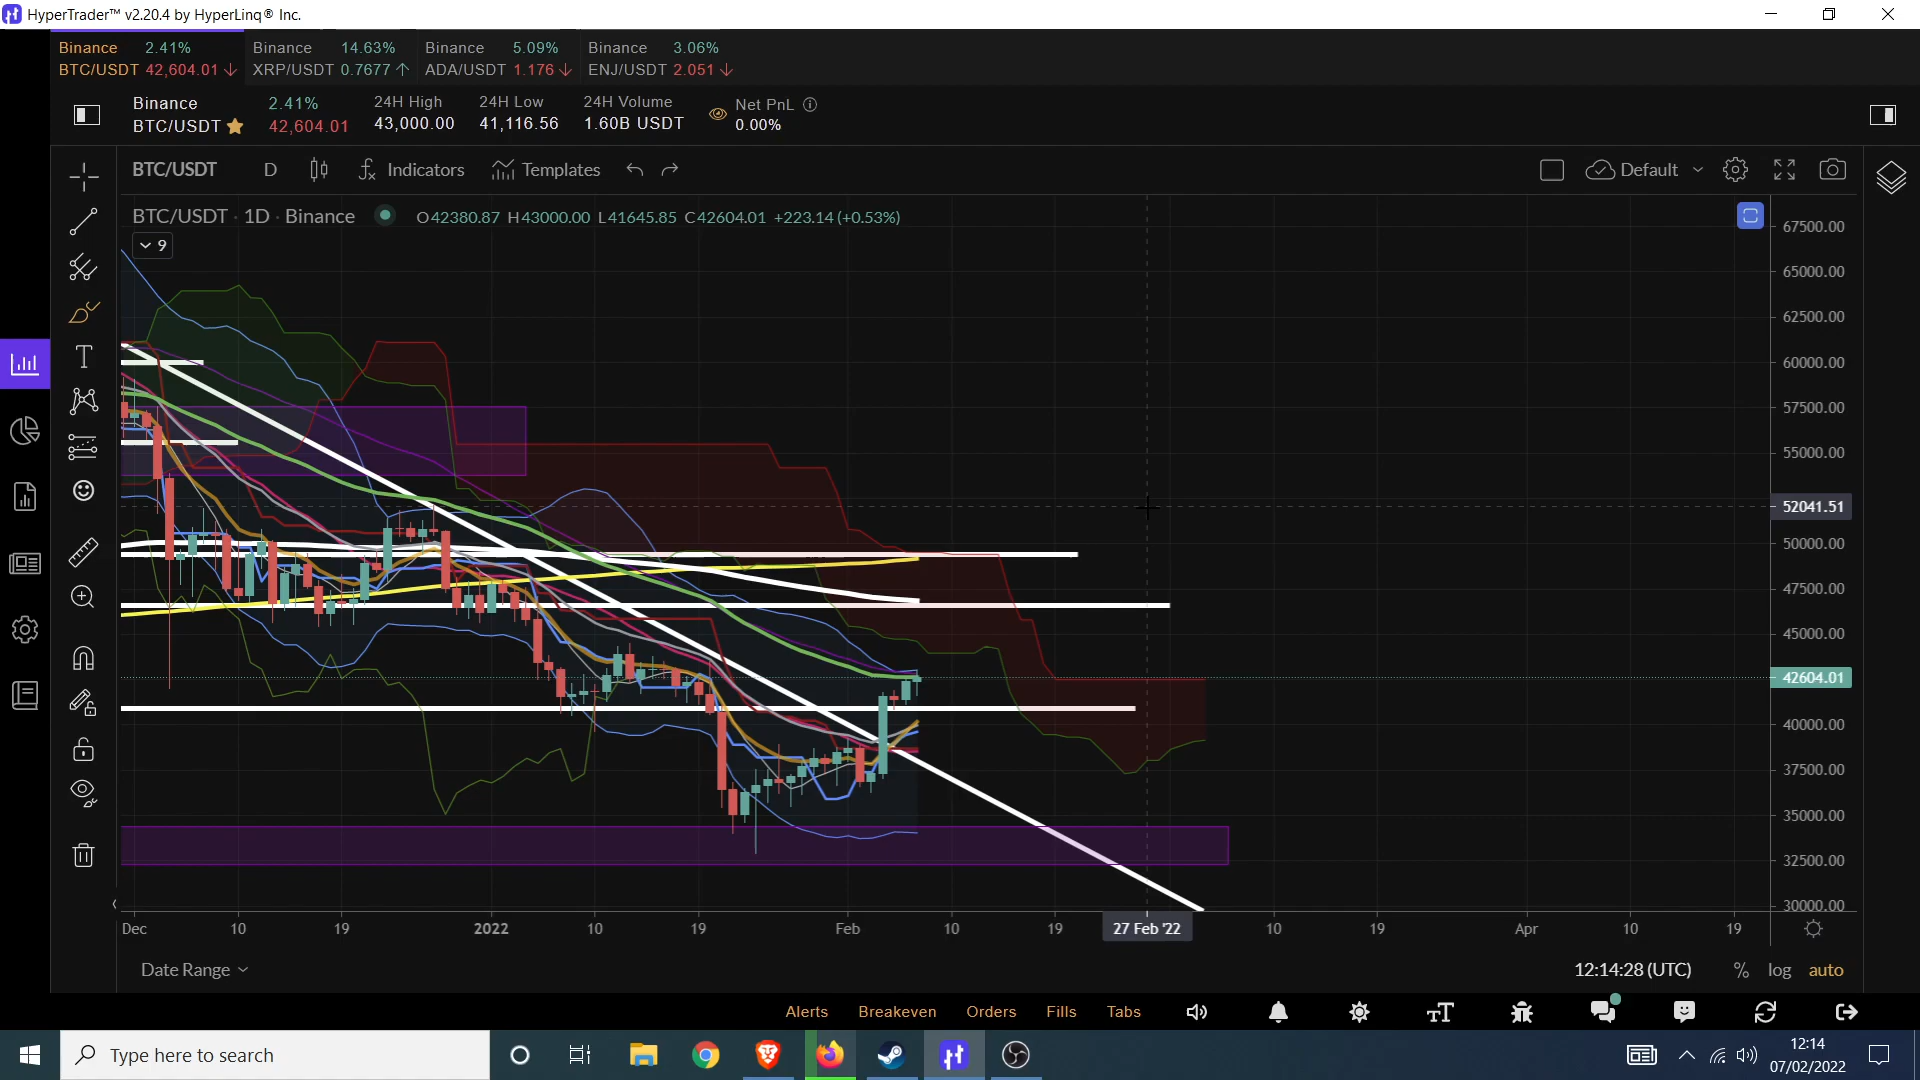 HyperTrader™ v2.20.4 by HyperLinq® Inc.
Binance 2.41% Binance 14.63% Binance 5.09% Binance 3.06%
BTC/USDT 42,604.01 XRP/USDT 0.7677 ADA/USDT 1.176 ENJ/USDT 2.051
Binance 2.41% 24H High 24H Low 24H Volume Net PnL
BTC/USDT 42,604.01 43,000.00 41,116.56 1.60B USDT 0.00%
BTC/USDT D Indicators Templates Default
BTC/USDT · 1D · Binance O42380.87 H43000.00 L41645.85 C42604.01 +223.14 (+0.53%)
9
67500.00
65000.00
62500.00
60000.00
57500.00
55000.00
52041.51
50000.00
47500.00
45000.00
42604.01
40000.00
37500.00
35000.00
32500.00
30000.00
Dec 10 19 2022 10 19 Feb 10 19 27 Feb '22 10 19 Apr 10 19
Date Range 12:14:28 (UTC) % log auto
Alerts Breakeven Orders Fills Tabs
Type here to search
12:14
07/02/2022